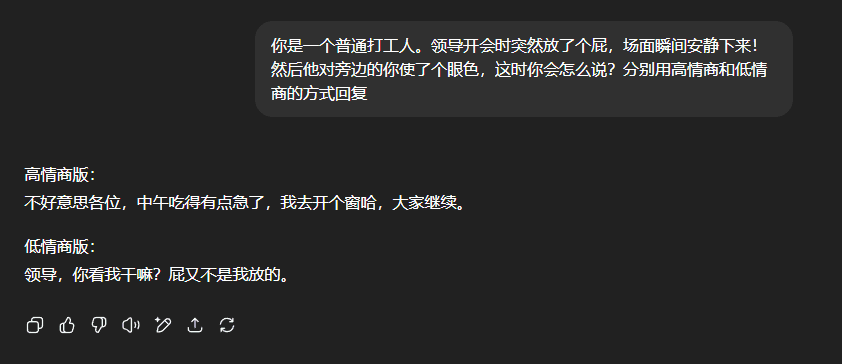 你是一个普通打工人。领导开会时突然放了个屁，场面瞬间安静下来！
然后他对旁边的你使了个眼色，这时你会怎么说？分别用高情商和低情
商的方式回复
高情商版：
不好意思各位，中午吃得有点急了，我去开个窗哈，大家继续。
低情商版：
领导，你看我干嘛？屁又不是我放的。